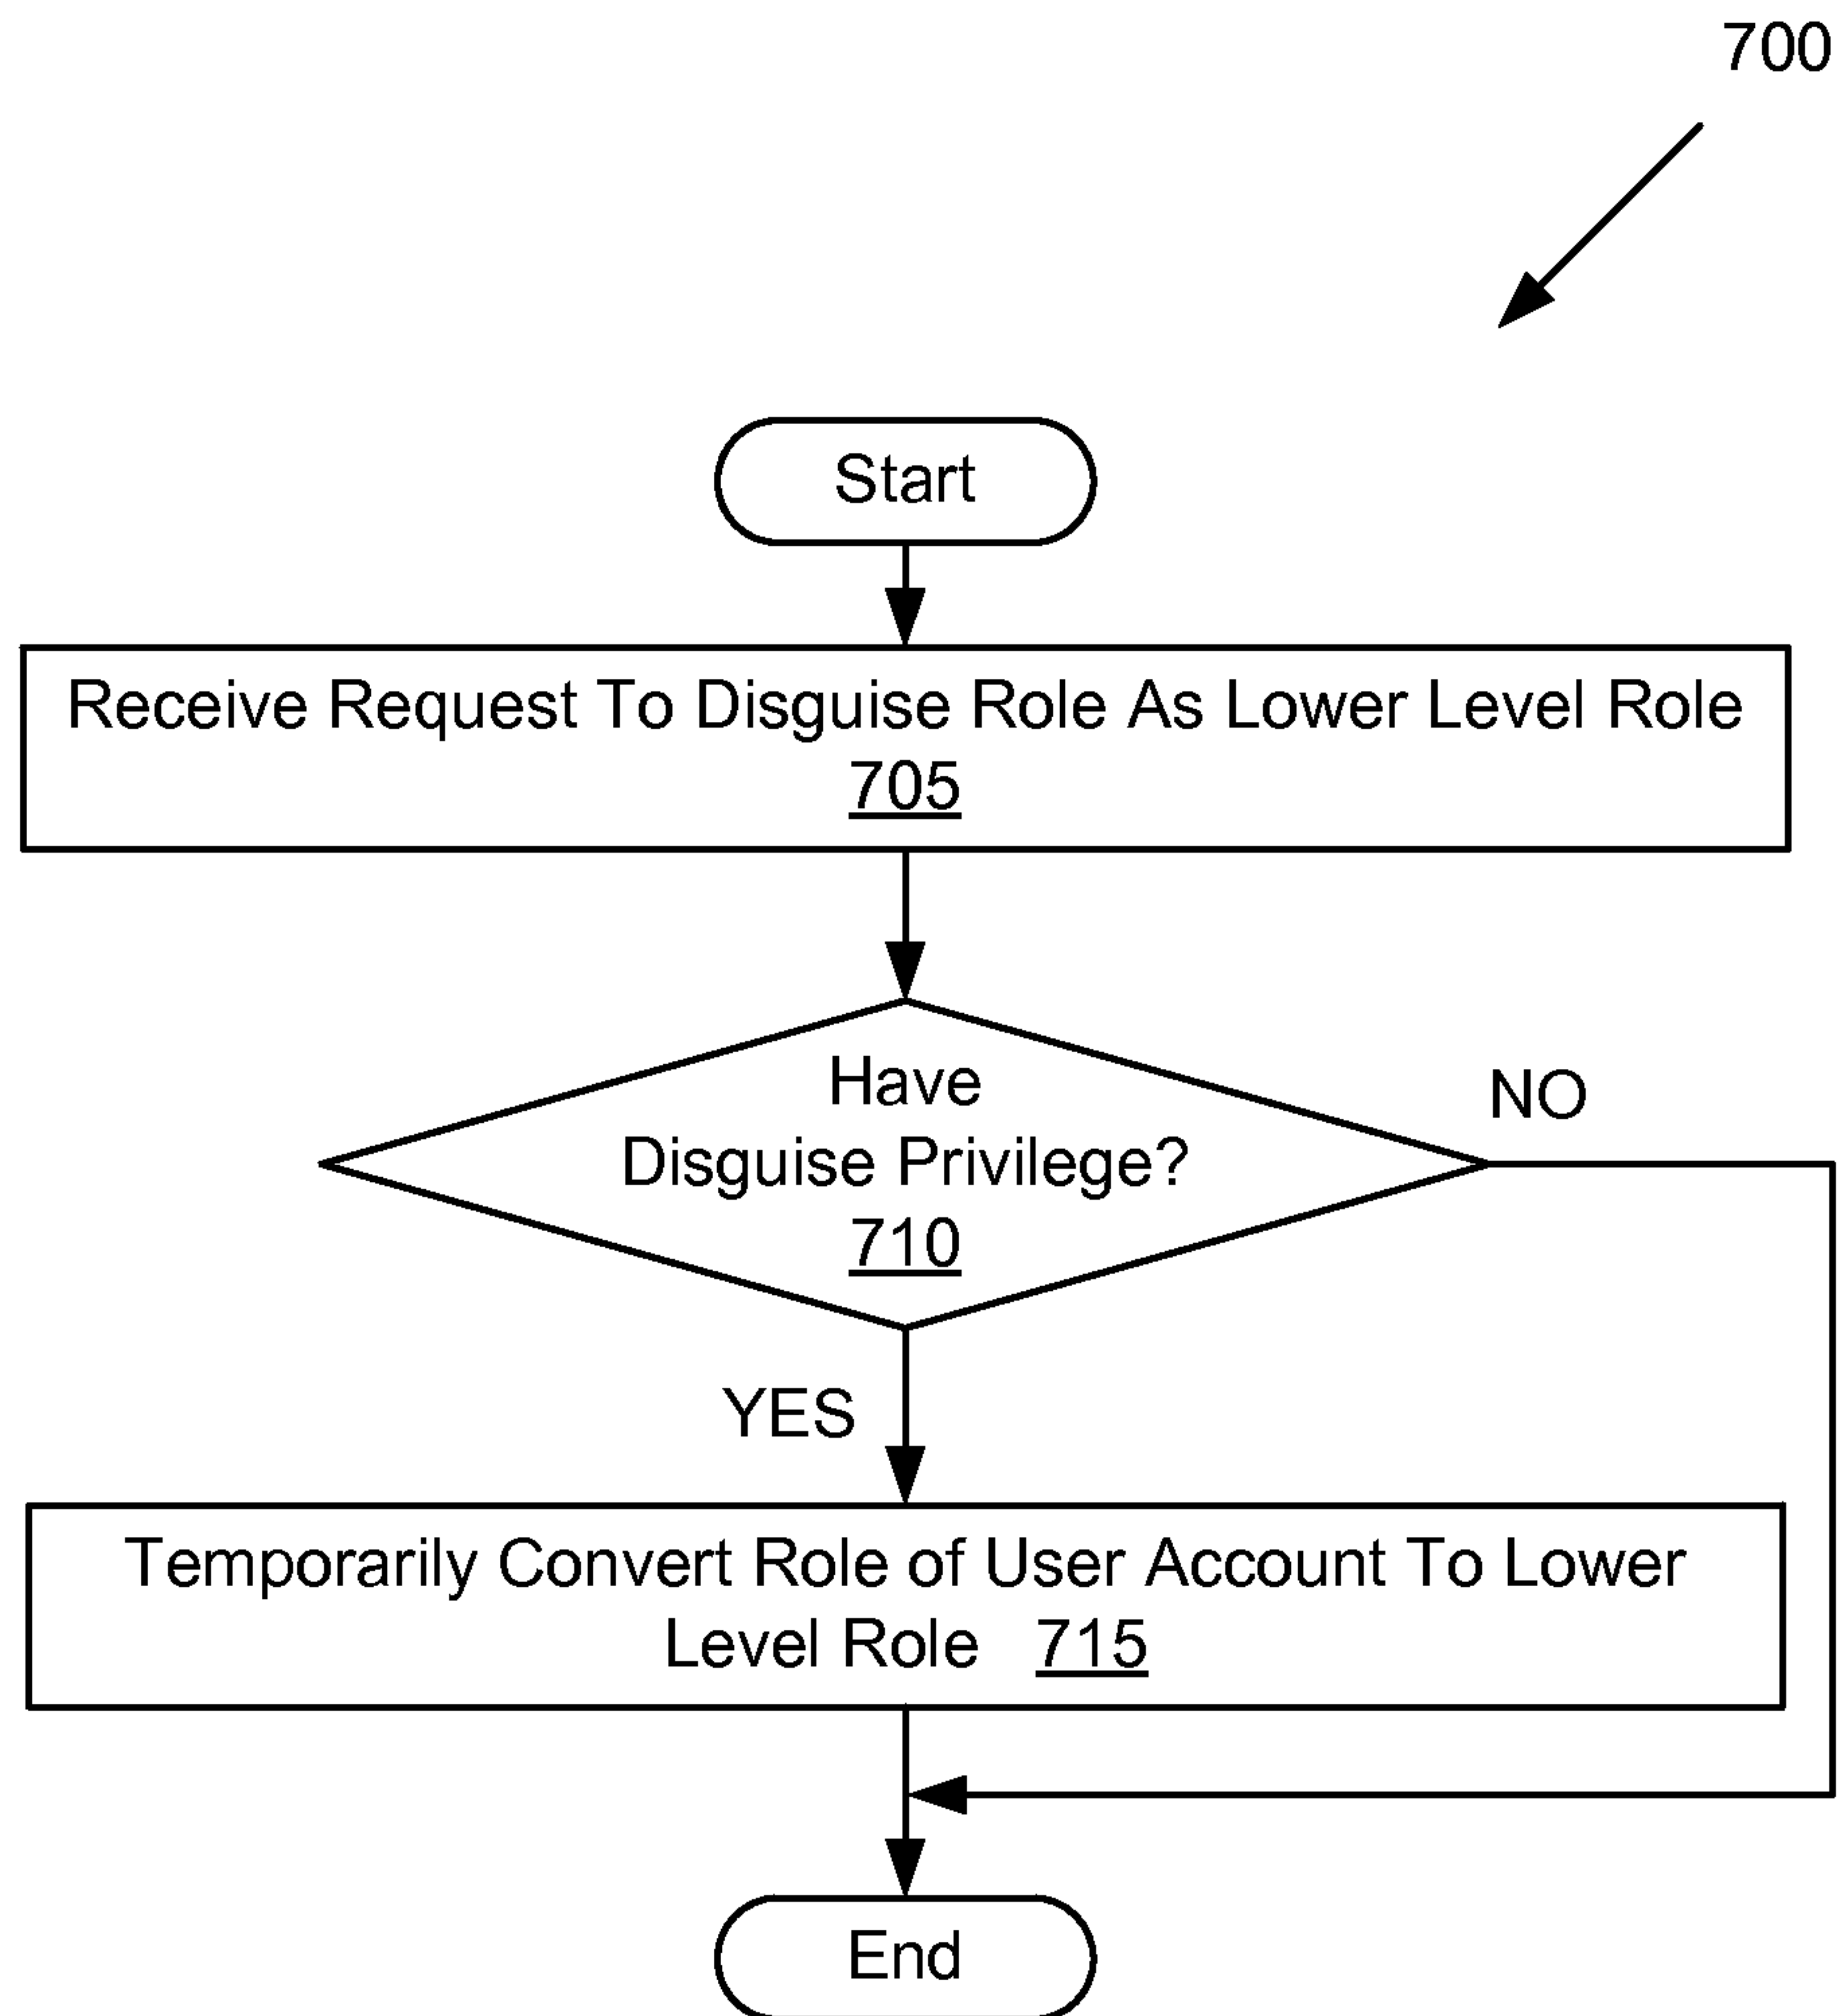 700
Start
Receive Request To Disguise Role As Lower Level Role
705
Have
Disguise Privilege?
710
NO
YES
Temporarily Convert Role of User Account To Lower
Level Role 715
End